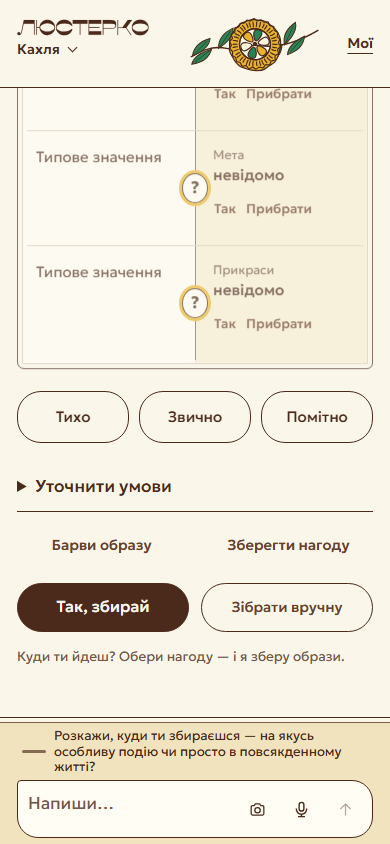 ЛЮСТЕРКО
Кахля
Мої
Так Прибрати
Типове значення
Мета
невідомо
?
Так Прибрати
Типове значення
Прикраси
невідомо
?
Так Прибрати
Тихо Звично Помітно
Уточнити умови
Барви образу Зберегти нагоду
Так, збирай Зібрати вручну
Куди ти йдеш? Обери нагоду — і я зберу образи.
Розкажи, куди ти збираєшся — на якусь
особливу подію чи просто в повсякденному
житті?
Напиши...